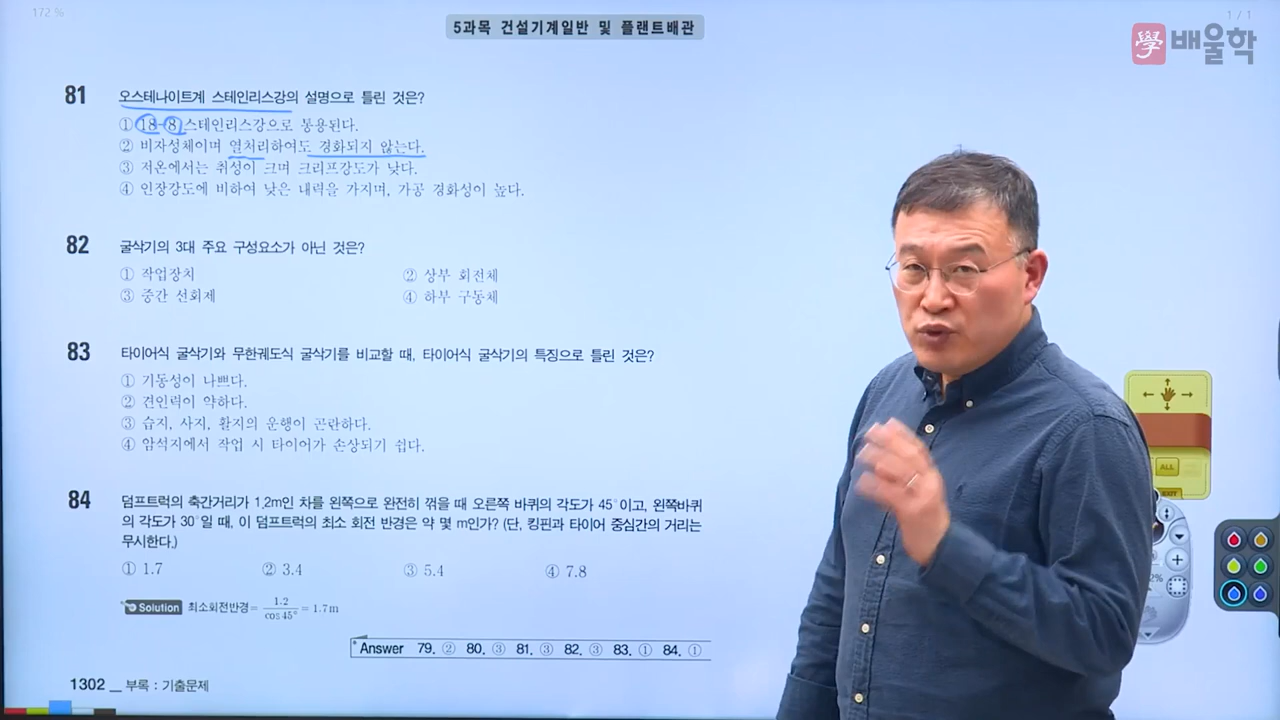 172 %
5과목 건설기계일반 및 플랜트배관
1 / 1
學 배울학
81 오스테나이트계 스테인리스강의 설명으로 틀린 것은?
① 18-8 스테인리스강으로 통용된다.
② 비자성체이며 열처리하여도 경화되지 않는다.
③ 저온에서는 취성이 크며 크리프강도가 낮다.
④ 인장강도에 비하여 낮은 내력을 가지며, 가공 경화성이 높다.
82 굴삭기의 3대 주요 구성요소가 아닌 것은?
① 작업장치 ② 상부 회전체
③ 중간 선회제 ④ 하부 구동체
83 타이어식 굴삭기와 무한궤도식 굴삭기를 비교할 때, 타이어식 굴삭기의 특징으로 틀린 것은?
① 기동성이 나쁘다.
② 견인력이 약하다.
③ 습지, 사지, 활지의 운행이 곤란하다.
④ 암석지에서 작업 시 타이어가 손상되기 쉽다.
ALL
EXIT
84 덤프트럭의 축간거리가 1.2m인 차를 왼쪽으로 완전히 꺾을 때 오른쪽 바퀴의 각도가 45°이고, 왼쪽바퀴
의 각도가 30°일 때, 이 덤프트럭의 최소 회전 반경은 약 몇 m인가? (단, 킹핀과 타이어 중심간의 거리는
무시한다.)
① 1.7 ② 3.4 ③ 5.4 ④ 7.8
Solution 최소회전반경= 1.2 / cos45° = 1.7m
Answer 79. ② 80. ③ 81. ③ 82. ③ 83. ① 84. ①
1302 _ 부록 : 기출문제